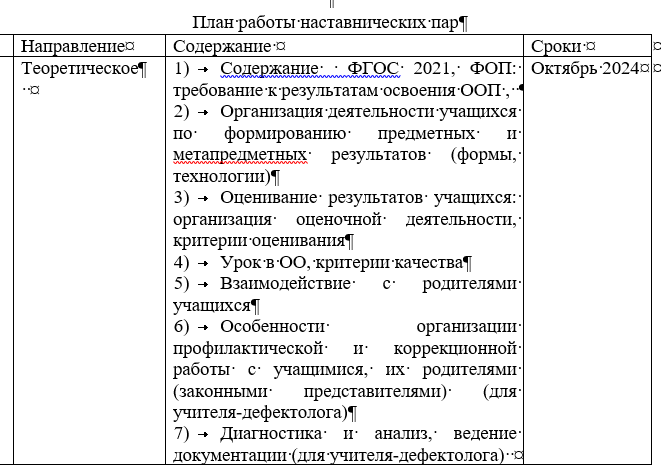 План работы наставнических пар
Направление Содержание Сроки
Теоретическое 1) Содержание ФГОС 2021, ФОП: Октябрь 2024
требование к результатам освоения ООП ,
2) Организация деятельности учащихся
по формированию предметных и
метапредметных результатов (формы,
технологии)
3) Оценивание результатов учащихся:
организация оценочной деятельности,
критерии оценивания
4) Урок в ОО, критерии качества
5) Взаимодействие с родителями
учащихся
6) Особенности организации
профилактической и коррекционной
работы с учащимися, их родителями
(законными представителями) (для
учителя-дефектолога)
7) Диагностика и анализ, ведение
документации (для учителя-дефектолога)